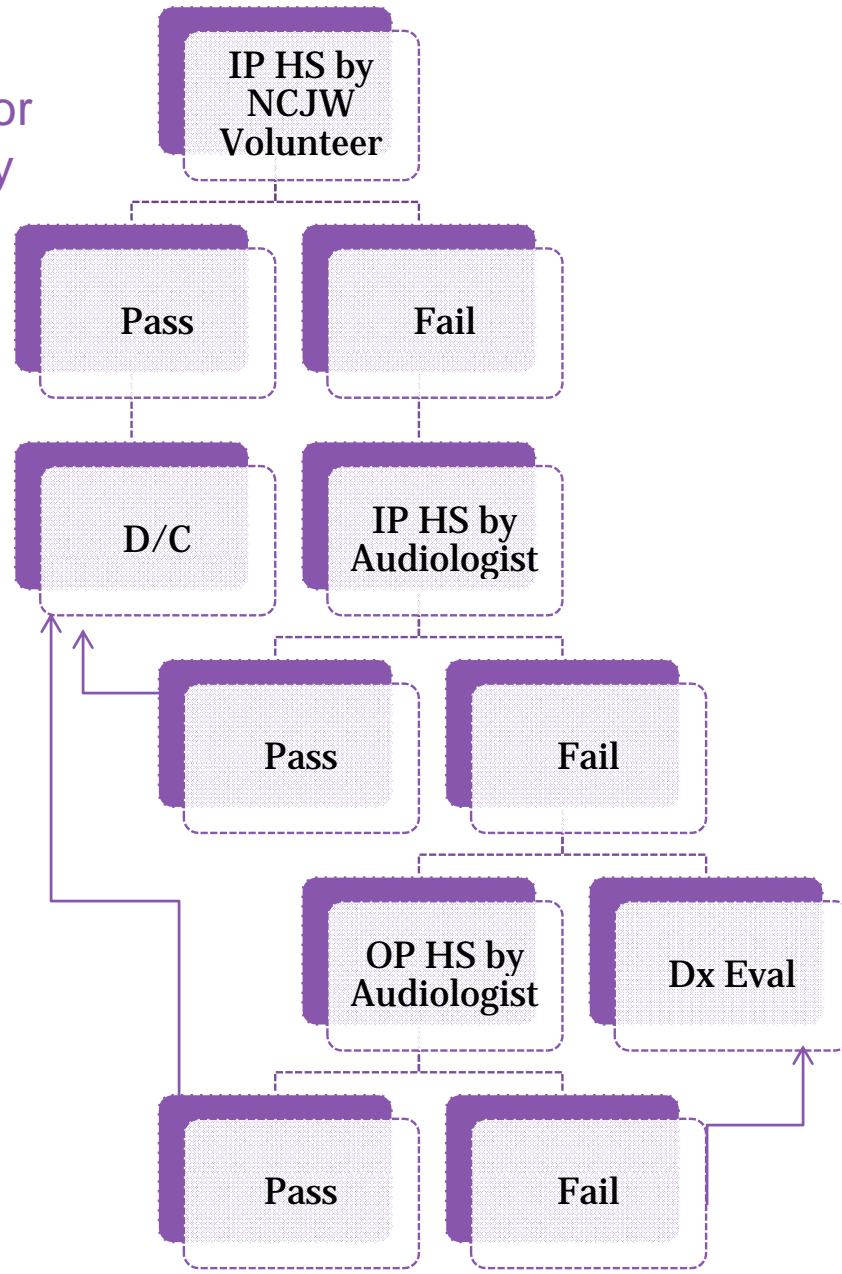 or
y
IP HS by
NCJW
Volunteer
Pass
Fail
D/C
IP HS by
Audiologist
Pass
Fail
OP HS by
Audiologist
Dx Eval
Pass
Fail